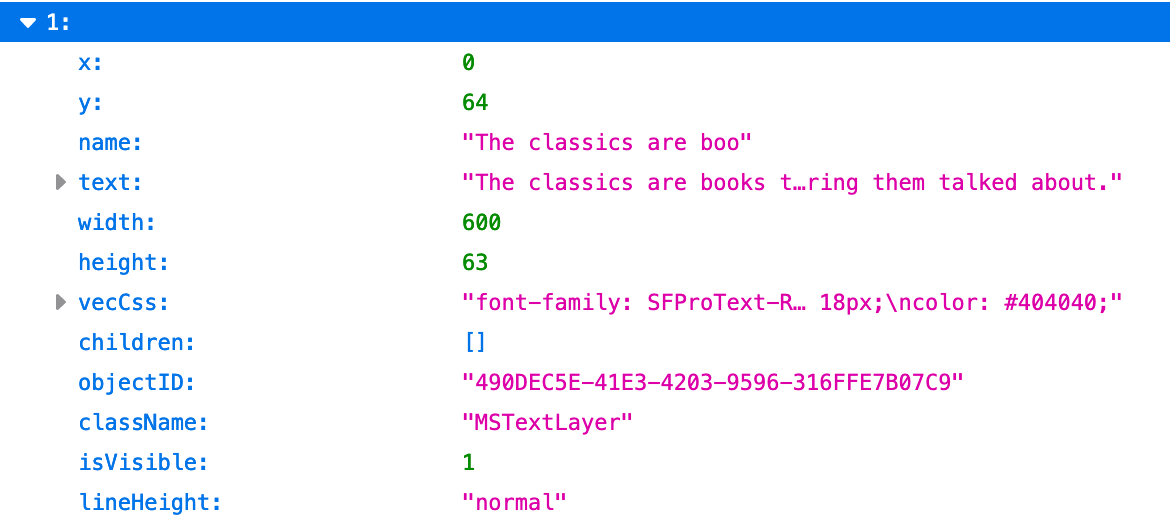 1:
x: 0
y: 64
name: "The classics are boo"
text: "The classics are books t…ring them talked about."
width: 600
height: 63
vecCss: "font-family: SFProText-R… 18px;\ncolor: #404040;"
children: []
objectID: "490DEC5E-41E3-4203-9596-316FFE7B07C9"
className: "MSTextLayer"
isVisible: 1
lineHeight: "normal"